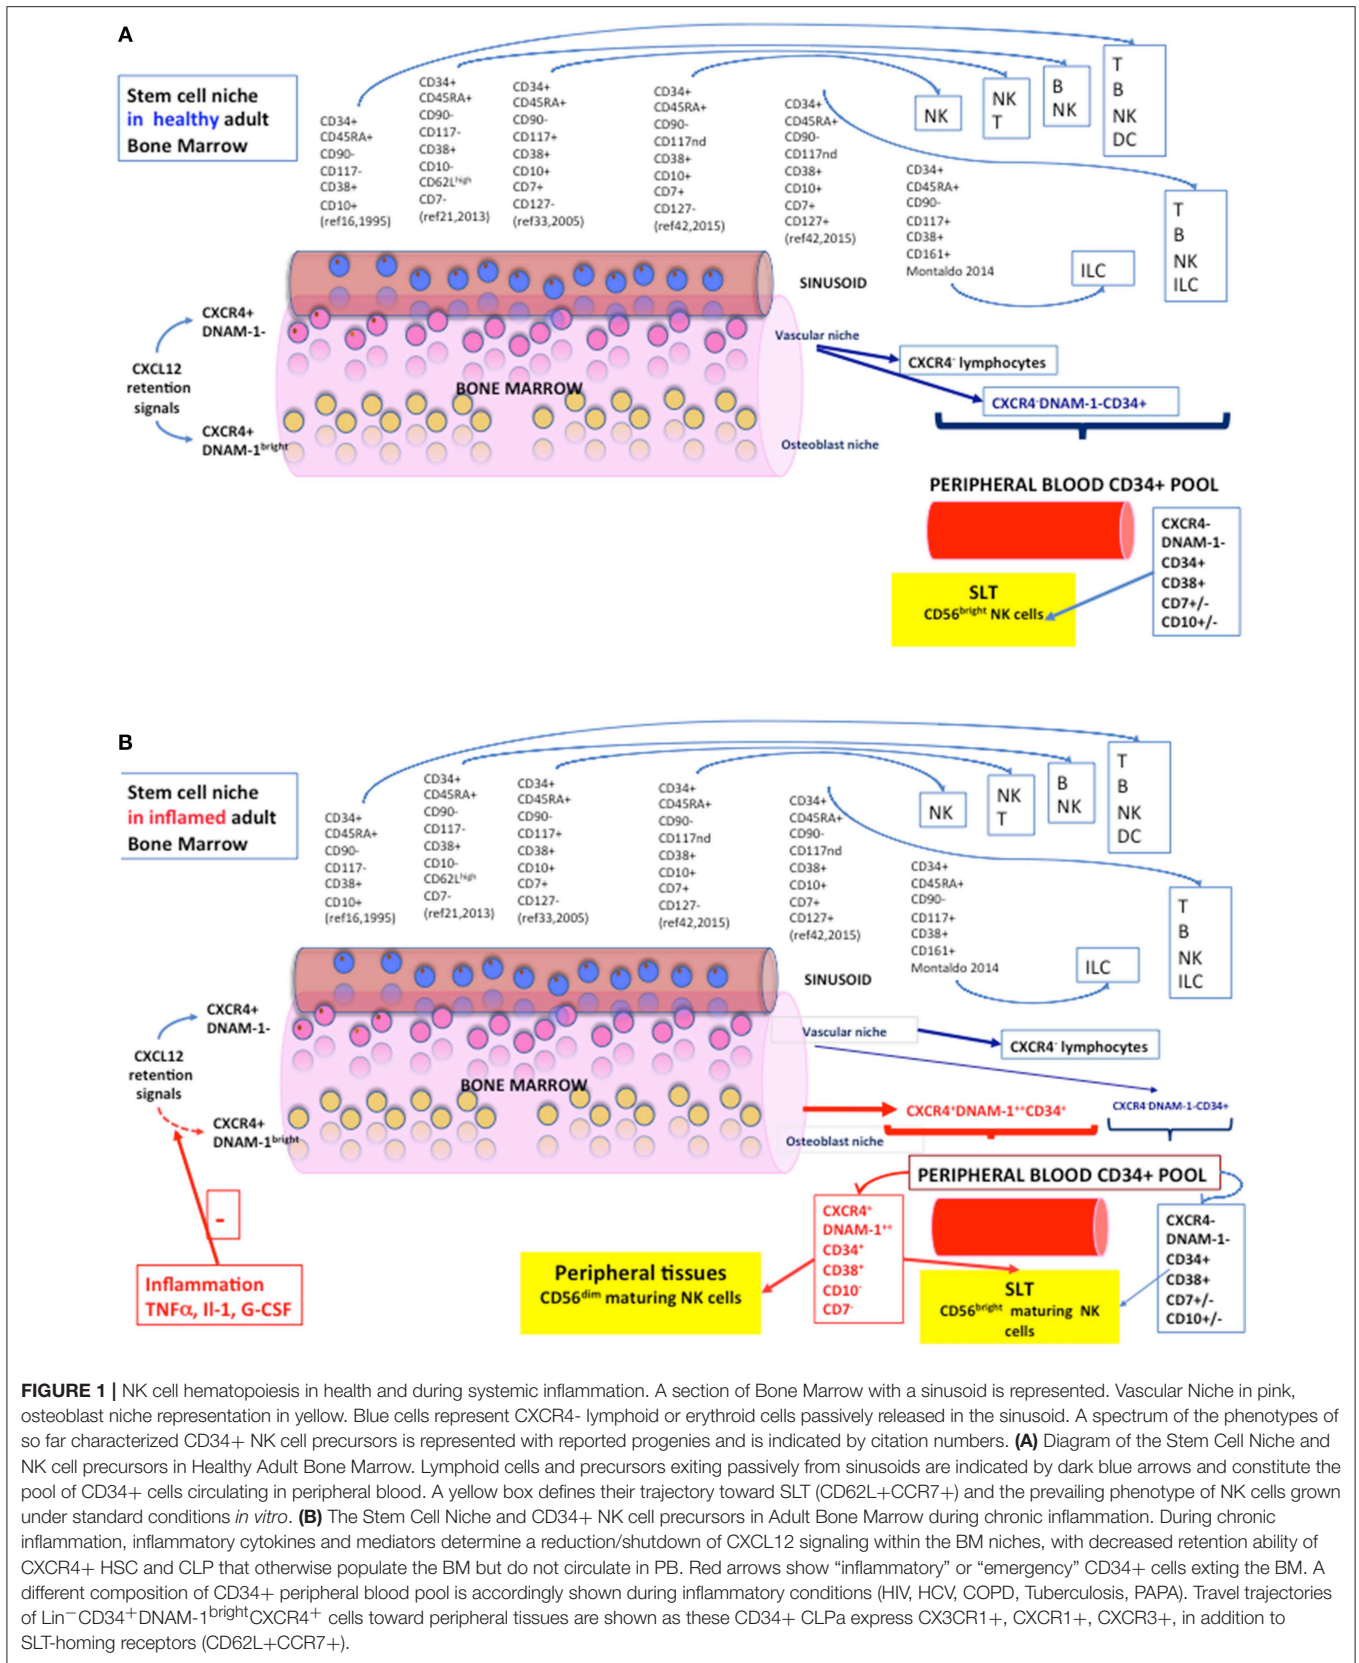 A
Stem cell niche
in healthy adult
Bone Marrow
CD34+
CD45RA+
CD90-
CD117-
CD38+
CD10+
(ref16,1995)
CD34+
CD45RA+
CD90-
CD117-
CD38+
CD10-
CD62Lhigh
CD7-
(ref21,2013)
CD34+
CD45RA+
CD90-
CD117+
CD38+
CD10+
CD7+
CD127-
(ref33,2005)
CD34+
CD45RA+
CD90-
CD117nd
CD38+
CD10+
CD7+
CD127-
(ref42,2015)
CD34+
CD45RA+
CD90-
CD117nd
CD38+
CD10+
CD7+
CD127+
(ref42,2015)
CD34+
CD45RA+
CD90-
CD117+
CD38+
CD161+
Montaldo 2014
NK
NK
T
B
NK
T
B
NK
DC
T
B
NK
ILC
ILC
SINUSOID
CXCR4+
DNAM-1-
CXCL12
retention
signals
CXCR4+
DNAM-1bright
BONE MARROW
Vascular niche
Osteoblast niche
CXCR4- lymphocytes
CXCR4-DNAM-1-CD34+
PERIPHERAL BLOOD CD34+ POOL
CXCR4-
DNAM-1-
CD34+
CD38+
CD7+/-
CD10+/-
SLT
CD56bright NK cells
B
Stem cell niche
in inflamed adult
Bone Marrow
CD34+
CD45RA+
CD90-
CD117-
CD38+
CD10+
(ref16,1995)
CD34+
CD45RA+
CD90-
CD117-
CD38+
CD10-
CD62Lhigh
CD7-
(ref21,2013)
CD34+
CD45RA+
CD90-
CD117+
CD38+
CD10+
CD7+
CD127-
(ref33,2005)
CD34+
CD45RA+
CD90-
CD117nd
CD38+
CD10+
CD7+
CD127-
(ref42,2015)
CD34+
CD45RA+
CD90-
CD117nd
CD38+
CD10+
CD7+
CD127+
(ref42,2015)
CD34+
CD45RA+
CD90-
CD117+
CD38+
CD161+
Montaldo 2014
NK
NK
T
B
NK
T
B
NK
DC
T
B
NK
ILC
ILC
SINUSOID
CXCR4+
DNAM-1-
CXCL12
retention
signals
CXCR4+
DNAM-1bright
BONE MARROW
Vascular niche
Osteoblast niche
CXCR4- lymphocytes
CXCR4+DNAM-1++CD34+
CXCR4 DNAM-1-CD34+
PERIPHERAL BLOOD CD34+ POOL
-
Inflammation
TNFα, Il-1, G-CSF
Peripheral tissues
CD56dim maturing NK cells
CXCR4+
DNAM-1++
CD34+
CD38+
CD10-
CD7-
SLT
CD56bright maturing NK
cells
CXCR4-
DNAM-1-
CD34+
CD38+
CD7+/-
CD10+/-
FIGURE 1 | NK cell hematopoiesis in health and during systemic inflammation. A section of Bone Marrow with a sinusoid is represented. Vascular Niche in pink,
osteoblast niche representation in yellow. Blue cells represent CXCR4- lymphoid or erythroid cells passively released in the sinusoid. A spectrum of the phenotypes of
so far characterized CD34+ NK cell precursors is represented with reported progenies and is indicated by citation numbers. (A) Diagram of the Stem Cell Niche and
NK cell precursors in Healthy Adult Bone Marrow. Lymphoid cells and precursors exiting passively from sinusoids are indicated by dark blue arrows and constitute the
pool of CD34+ cells circulating in peripheral blood. A yellow box defines their trajectory toward SLT (CD62L+CCR7+) and the prevailing phenotype of NK cells grown
under standard conditions in vitro. (B) The Stem Cell Niche and CD34+ NK cell precursors in Adult Bone Marrow during chronic inflammation. During chronic
inflammation, inflammatory cytokines and mediators determine a reduction/shutdown of CXCL12 signaling within the BM niches, with decreased retention ability of
CXCR4+ HSC and CLP that otherwise populate the BM but do not circulate in PB. Red arrows show “inflammatory” or “emergency” CD34+ cells exting the BM. A
different composition of CD34+ peripheral blood pool is accordingly shown during inflammatory conditions (HIV, HCV, COPD, Tuberculosis, PAPA). Travel trajectories
of Lin−CD34+DNAM-1brightCXCR4+ cells toward peripheral tissues are shown as these CD34+ CLPa express CX3CR1+, CXCR1+, CXCR3+, in addition to
SLT-homing receptors (CD62L+CCR7+).